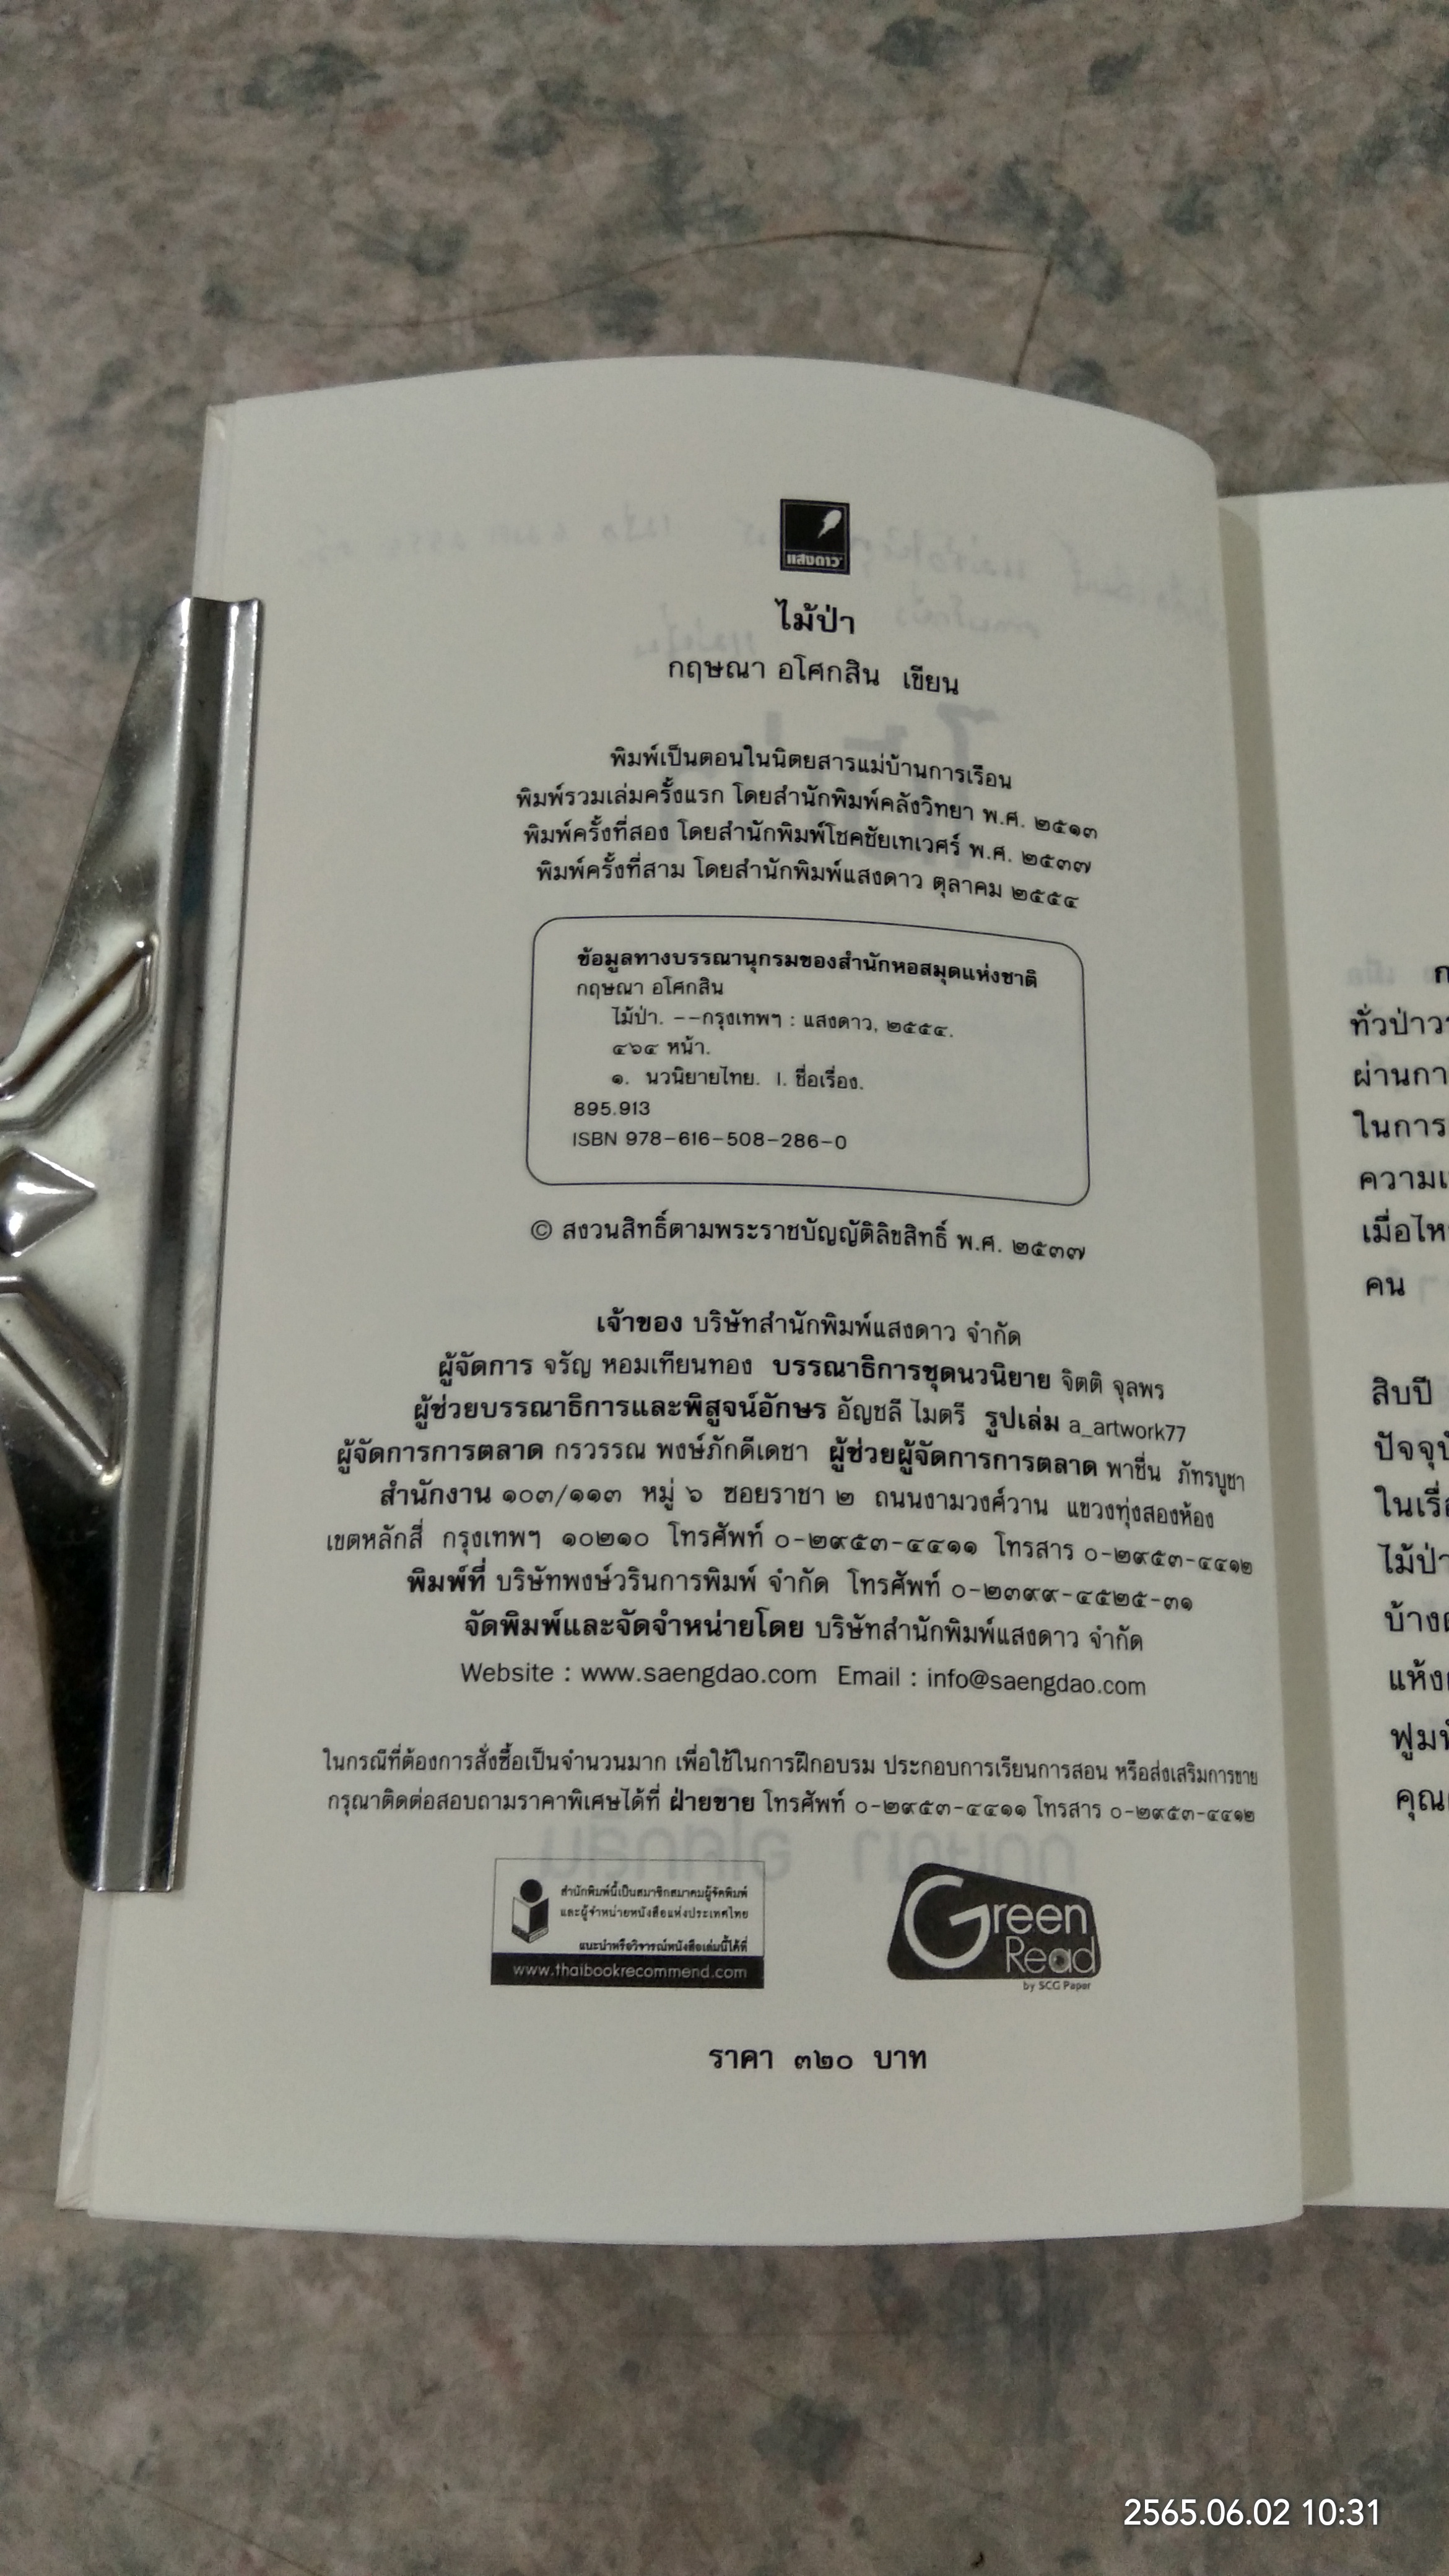 แสงดาว
ไม้ป่า
กฤษณา อโศกสิน เขียน
พิมพ์เป็นตอนในนิตยสารแม่บ้านการเรือน
พิมพ์รวมเล่มครั้งแรก โดยสำนักพิมพ์คลังวิทยา พ.ศ. ๒๕๑๓
พิมพ์ครั้งที่สอง โดยสำนักพิมพ์โชคชัยเทเวศร์ พ.ศ. ๒๕๓๗
พิมพ์ครั้งที่สาม โดยสำนักพิมพ์แสงดาว ตุลาคม ๒๕๕๔
ข้อมูลทางบรรณานุกรมของสำนักหอสมุดแห่งชาติ
กฤษณา อโศกสิน
ไม้ป่า. --กรุงเทพฯ : แสงดาว, ๒๕๕๔.
๔๖๔ หน้า.
๑. นวนิยายไทย. I. ชื่อเรื่อง.
895.913
ISBN 978-616-508-286-0
© สงวนสิทธิ์ตามพระราชบัญญัติลิขสิทธิ์ พ.ศ. ๒๕๓๗
เจ้าของ บริษัทสำนักพิมพ์แสงดาว จำกัด
ผู้จัดการ จรัญ หอมเทียนทอง บรรณาธิการชุดนวนิยาย จิตติ จุลพร
ผู้ช่วยบรรณาธิการและพิสูจน์อักษร อัญชลี ไมตรี รูปเล่ม a_artwork77
ผู้จัดการการตลาด กรวรรณ พงษ์ภักดีเดชา ผู้ช่วยผู้จัดการการตลาด พาชื่น ภัทรบูชา
สำนักงาน ๑๐๓/๑๑๓ หมู่ ๖ ซอยราชา ๒ ถนนงามวงศ์วาน แขวงทุ่งสองห้อง
เขตหลักสี่ กรุงเทพฯ ๑๐๒๑๐ โทรศัพท์ ๐-๒๙๕๓-๔๔๑๑ โทรสาร ๐-๒๙๕๓-๔๔๑๒
พิมพ์ที่ บริษัทพงษ์วรินการพิมพ์ จำกัด โทรศัพท์ ๐-๒๓๙๙-๔๕๒๕-๓๑
จัดพิมพ์และจัดจำหน่ายโดย บริษัทสำนักพิมพ์แสงดาว จำกัด
Website : www.saengdao.com Email : info@saengdao.com
ในกรณีที่ต้องการสั่งซื้อเป็นจำนวนมาก เพื่อใช้ในการฝึกอบรม ประกอบการเรียนการสอน หรือส่งเสริมการขาย
กรุณาติดต่อสอบถามราคาพิเศษได้ที่ ฝ่ายขาย โทรศัพท์ ๐-๒๙๕๓-๔๔๑๑ โทรสาร ๐-๒๙๕๓-๔๔๑๒
สำนักพิมพ์นี้เป็นสมาชิกสมาคมผู้จัดพิมพ์
และผู้จำหน่ายหนังสือแห่งประเทศไทย
แนะนำหรือวิจารณ์หนังสือเล่มนี้ได้ที่
www.thaibookrecommend.com
Green
Read
by SCG Paper
ราคา ๓๒๐ บาท
ผ่านกา
ในการ
คน
สิบปี
2565.06.02 10:31